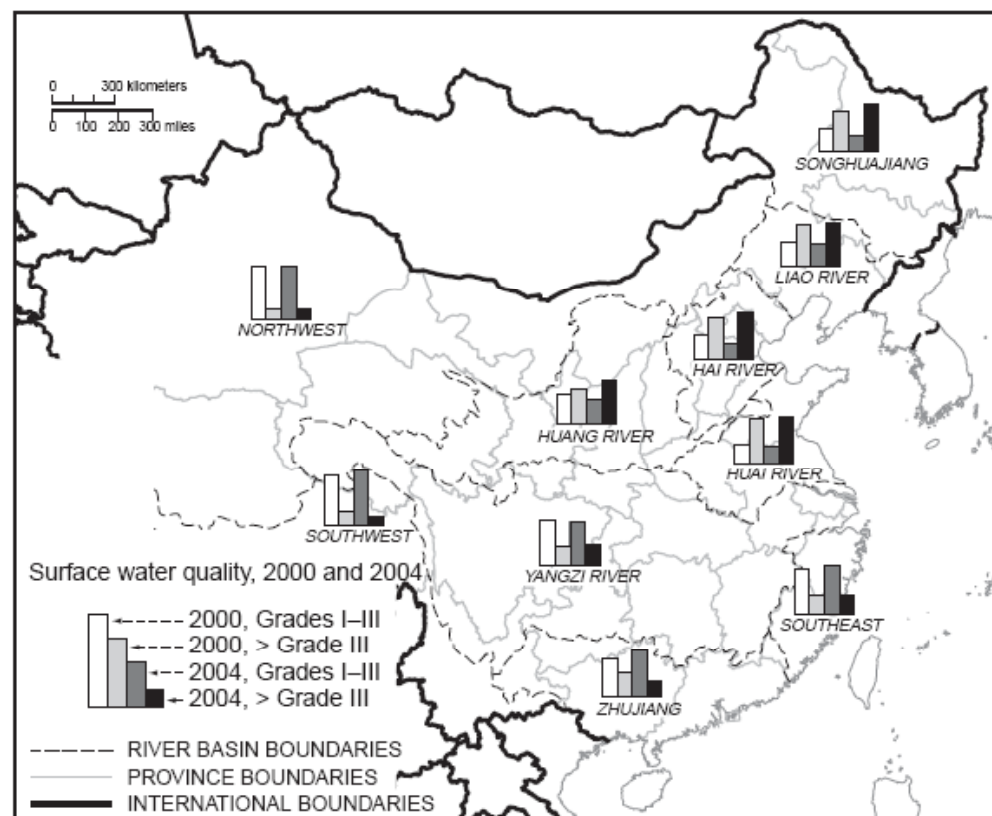 0 300 kilometers
0 100 200 300 miles
SONGHUAJIANG
LIAO RIVER
NORTHWEST
HAI RIVER
HUANG RIVER
HUAI RIVER
SOUTHWEST
YANGZI RIVER
SOUTHEAST
ZHUJIANG
Surface water quality, 2000 and 2004
2000, Grades I–III
2000, > Grade III
2004, Grades I–III
2004, > Grade III
RIVER BASIN BOUNDARIES
PROVINCE BOUNDARIES
INTERNATIONAL BOUNDARIES